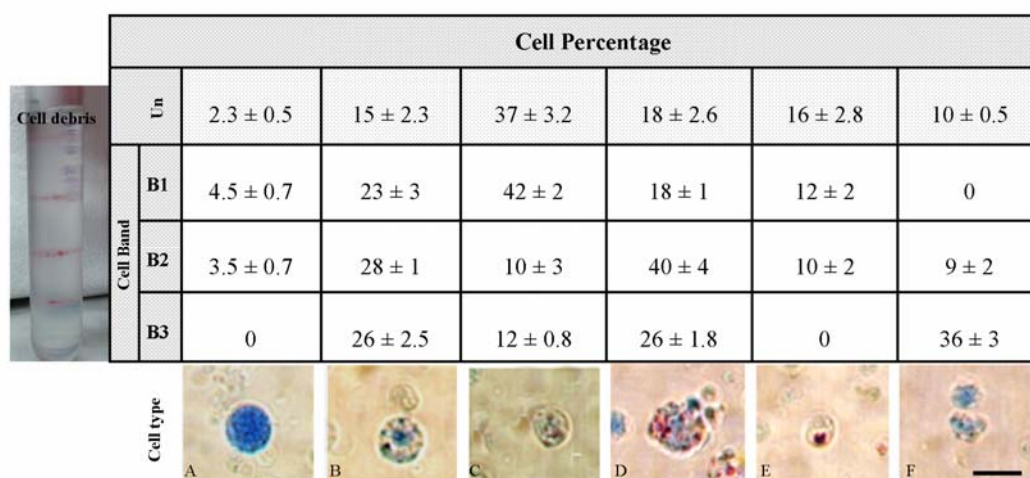 Cell Percentage
Cell debris
Un 2.3 ± 0.5 15 ± 2.3 37 ± 3.2 18 ± 2.6 16 ± 2.8 10 ± 0.5
Cell Band
B1 4.5 ± 0.7 23 ± 3 42 ± 2 18 ± 1 12 ± 2 0
B2 3.5 ± 0.7 28 ± 1 10 ± 3 40 ± 4 10 ± 2 9 ± 2
B3 0 26 ± 2.5 12 ± 0.8 26 ± 1.8 0 36 ± 3
Cell type
A B C D E F